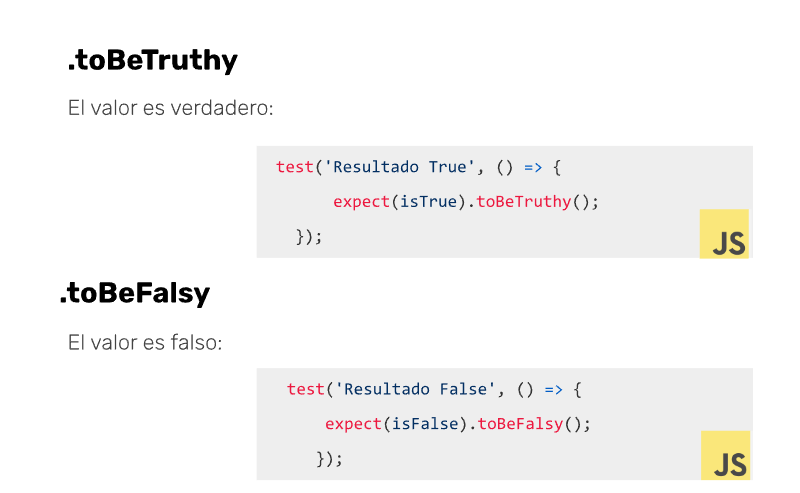 .toBeTruthy
El valor es verdadero:
test('Resultado True', () => {
expect(isTrue).toBeTruthy();
});
JS
.toBeFalsy
El valor es falso:
test('Resultado False', () => {
expect(isFalse).toBeFalsy();
});
JS